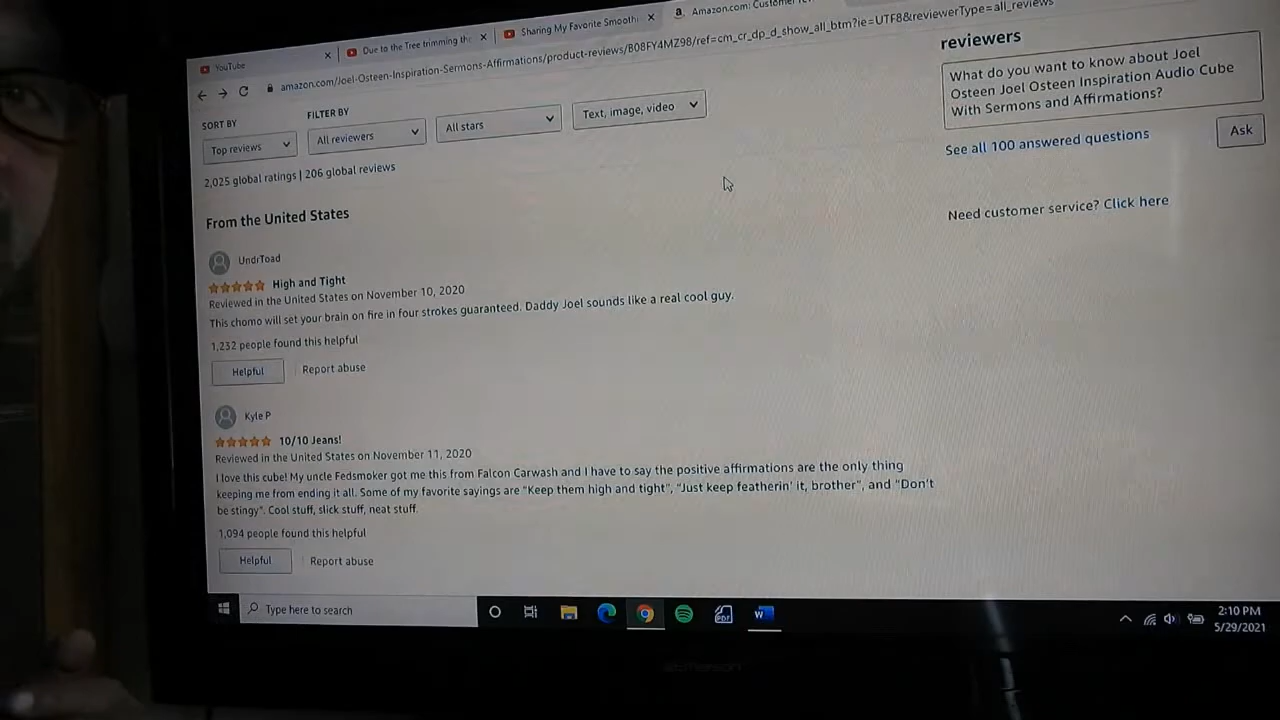 YouTube
Due to the Tree trimming the
Sharing My Favorite Smoothi
Amazon.com: Customer re
amazon.com/Joel-Osteen-Inspiration-Sermons-Affirmations/product-reviews/B08FY4MZ98/ref=cm_cr_dp_d_show_all_btm?ie=UTF8&reviewerType=all_reviews
SORT BY
FILTER BY
Top reviews
All reviewers
All stars
Text, image, video
2,025 global ratings | 206 global reviews
reviewers
What do you want to know about Joel
Osteen Joel Osteen Inspiration Audio Cube
With Sermons and Affirmations?
See all 100 answered questions
Ask
Need customer service? Click here
From the United States
UndrToad
High and Tight
Reviewed in the United States on November 10, 2020
This chomo will set your brain on fire in four strokes guaranteed. Daddy Joel sounds like a real cool guy.
1,232 people found this helpful
Helpful
Report abuse
Kyle P
10/10 Jeans!
Reviewed in the United States on November 11, 2020
I love this cube! My uncle Fedsmoker got me this from Falcon Carwash and I have to say the positive affirmations are the only thing
keeping me from ending it all. Some of my favorite sayings are "Keep them high and tight", "Just keep featherin' it, brother", and "Don't
be stingy". Cool stuff, slick stuff, neat stuff.
1,094 people found this helpful
Helpful
Report abuse
Type here to search
PDF
W
2:10 PM
5/29/2021
EMERSON